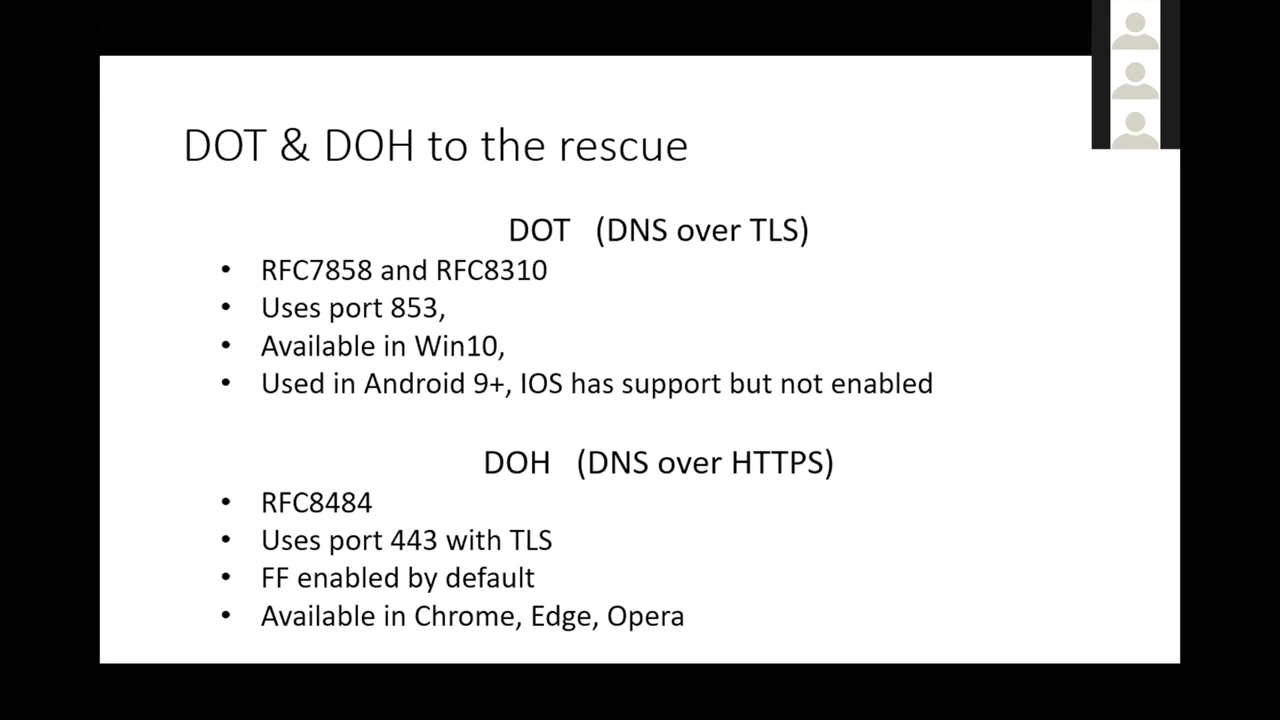 DOT & DOH to the rescue
DOT (DNS over TLS)
• RFC7858 and RFC8310
• Uses port 853,
• Available in Win10,
• Used in Android 9+, IOS has support but not enabled
DOH (DNS over HTTPS)
• RFC8484
• Uses port 443 with TLS
• FF enabled by default
• Available in Chrome, Edge, Opera